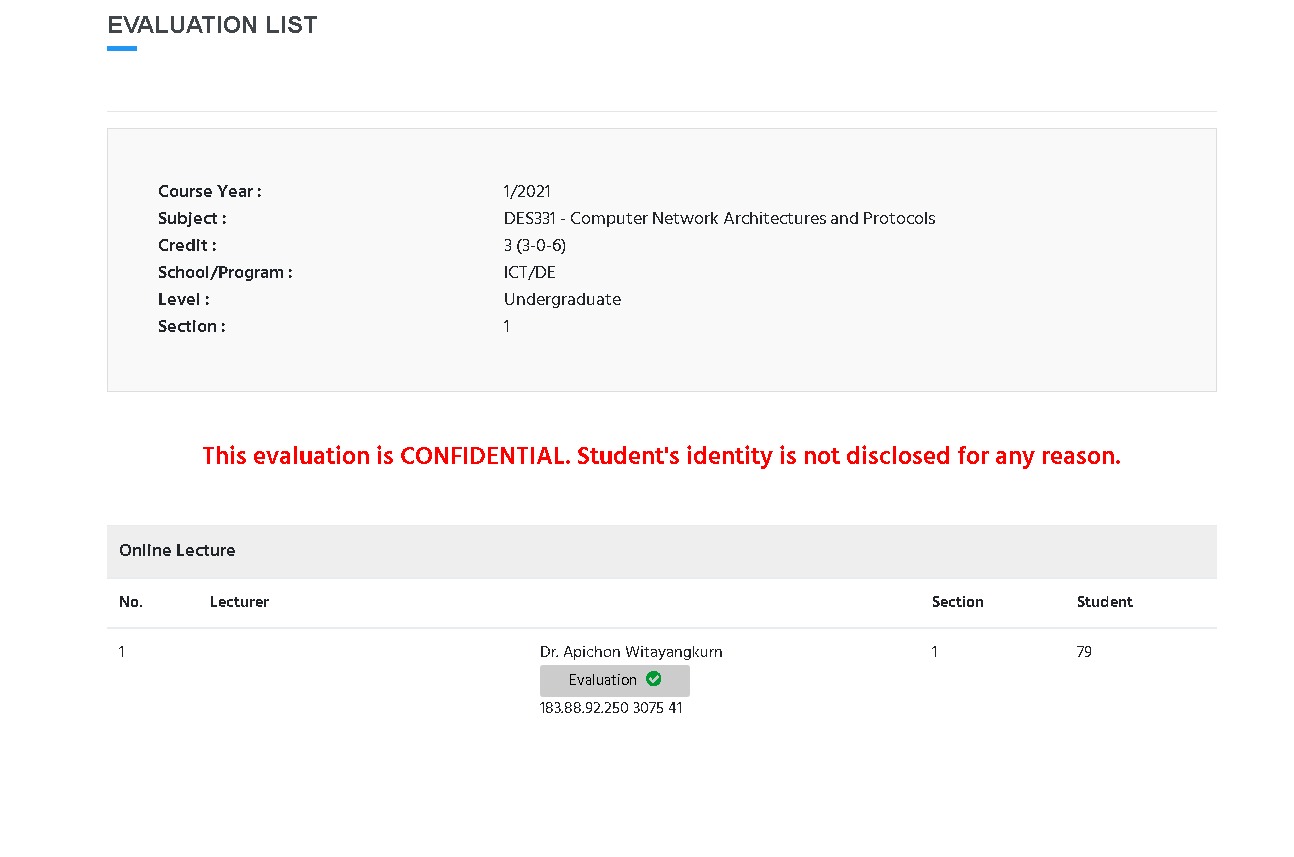 EVALUATION LIST
Course Year : 1/2021
Subject : DES331 - Computer Network Architectures and Protocols
Credit : 3 (3-0-6)
School/Program : ICT/DE
Level : Undergraduate
Section : 1
This evaluation is CONFIDENTIAL. Student's identity is not disclosed for any reason.
Online Lecture
No. Lecturer Section Student
1 Dr. Apichon Witayangkurn 1 79
Evaluation
183.88.92.250 3075 41